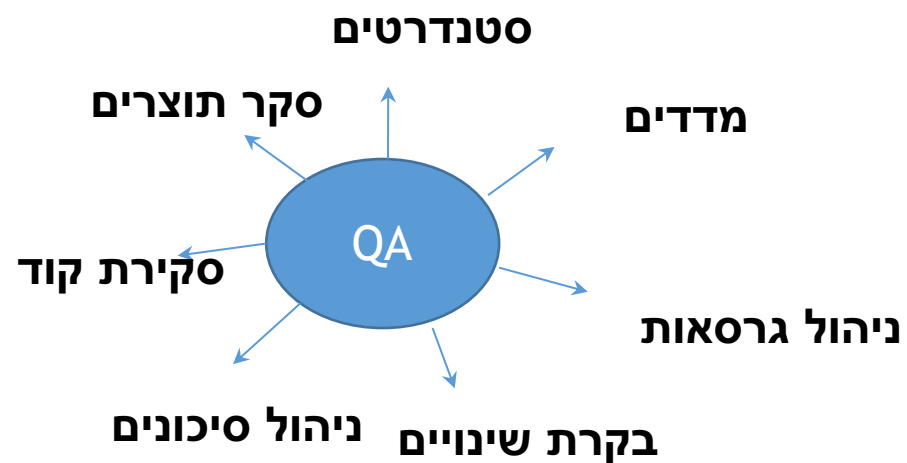 סטנדרטים
סקר תוצרים
מדדים
QA
סקירת קוד
ניהול גרסאות
ניהול סיכונים
בקרת שינויים